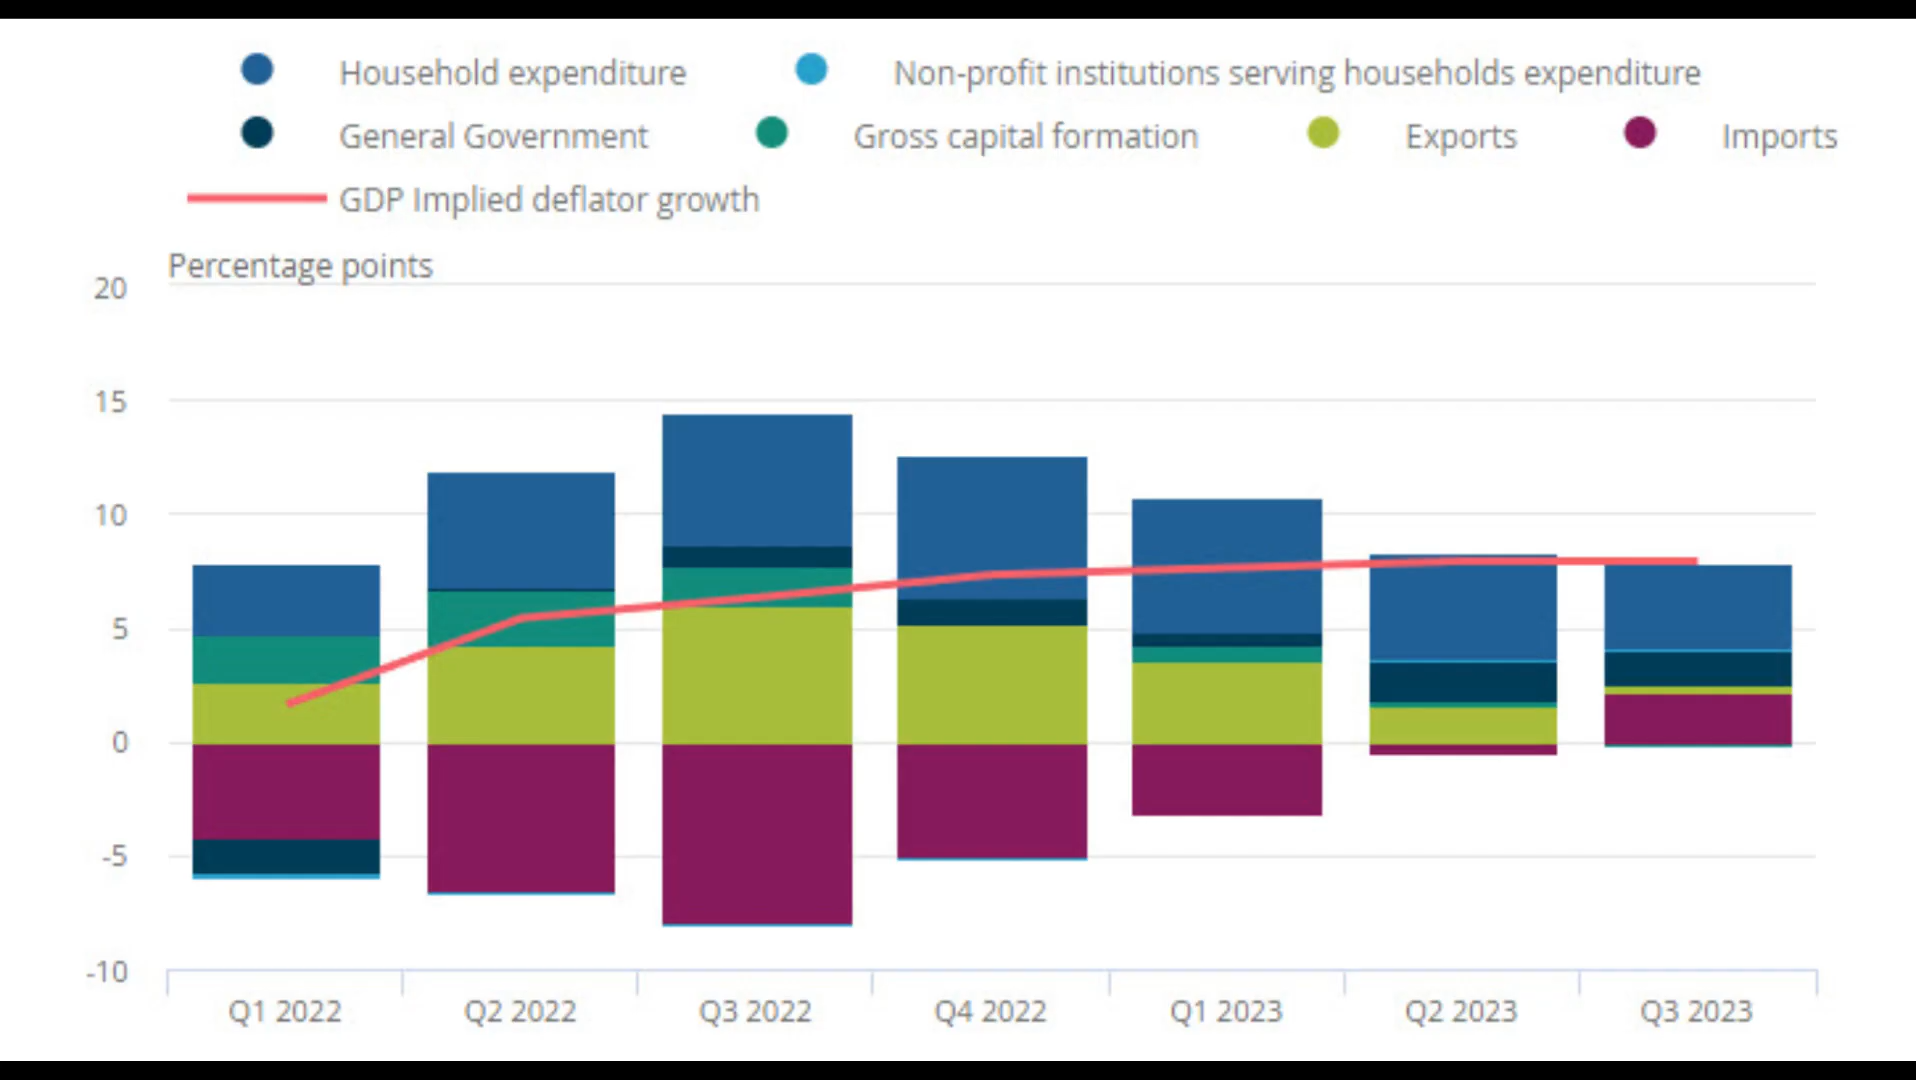 Household expenditure Non-profit institutions serving households expenditure
General Government Gross capital formation Exports Imports
GDP Implied deflator growth
Percentage points
20
15
10
5
0
-5
-10
Q1 2022 Q2 2022 Q3 2022 Q4 2022 Q1 2023 Q2 2023 Q3 2023